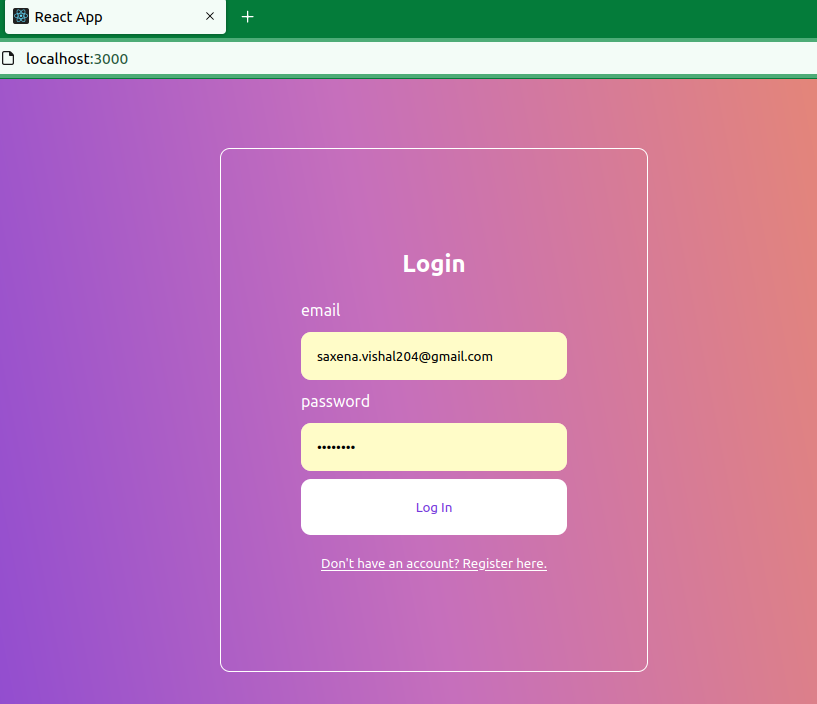 React App
localhost:3000
Login
email
saxena.vishal204@gmail.com
password
••••••••
Log In
Don't have an account? Register here.